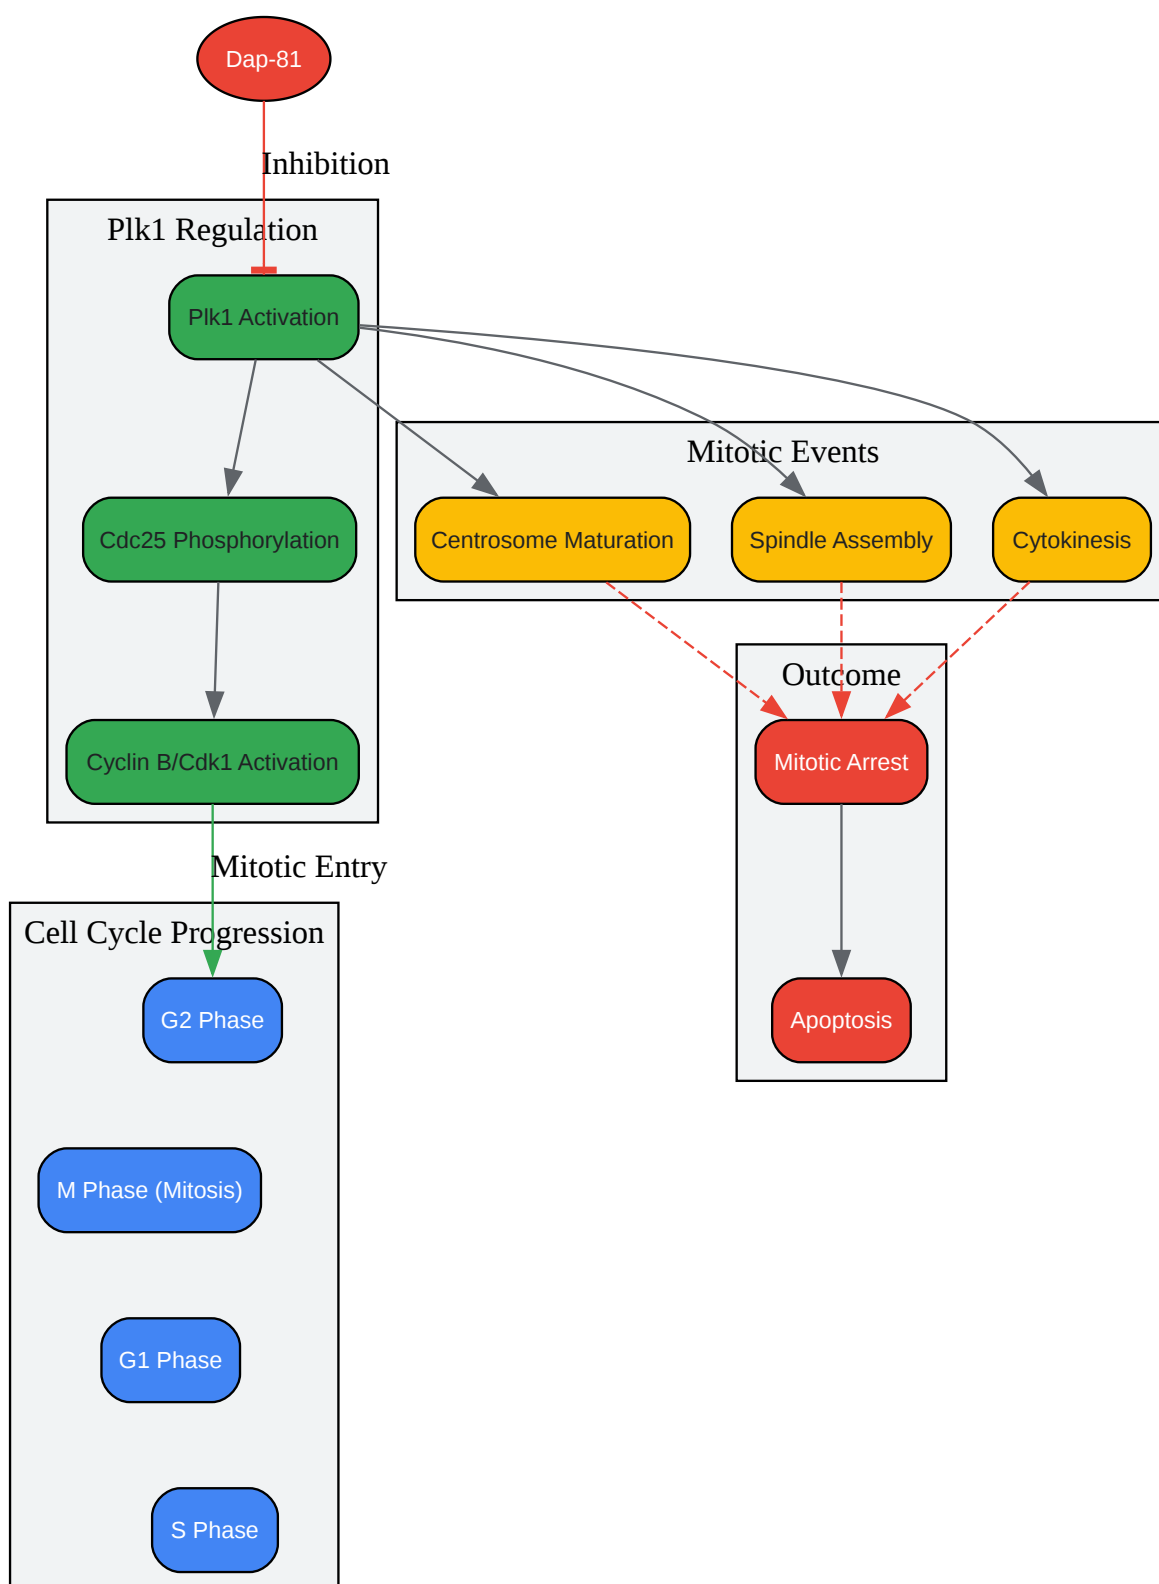 Dap-81
Inhibition
Plk1 Regulation
Plk1 Activation
Mitotic Events
Cdc25 Phosphorylation
Centrosome Maturation
Spindle Assembly
Cytokinesis
Outcome
Cyclin B/Cdk1 Activation
Mitotic Arrest
Mitotic Entry
Cell Cycle Progression
G2 Phase
Apoptosis
M Phase (Mitosis)
G1 Phase
S Phase